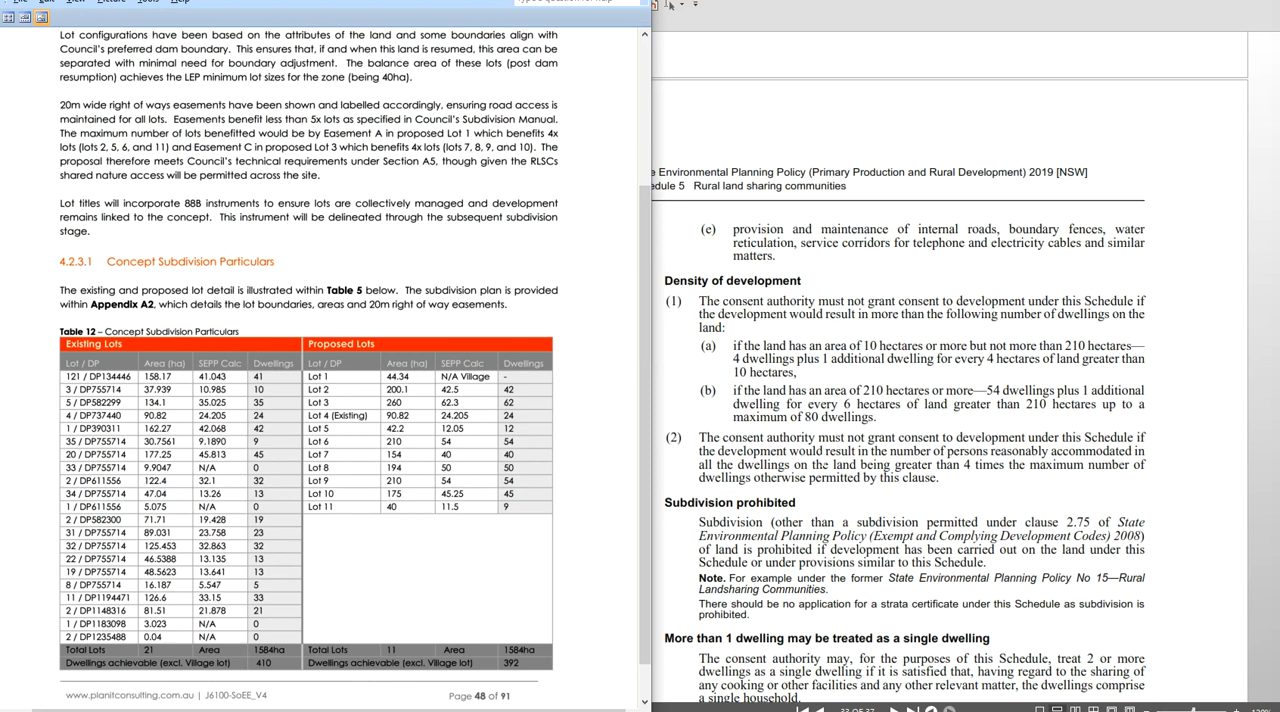 Lot configurations have been based on the attributes of the land and some boundaries align with
Council's preferred dam boundary. This ensures that, if and when this land is resumed, this area can be
separated with minimal need for boundary adjustment. The balance area of these lots (post dam
resumption) achieves the LEP minimum lot sizes for the zone (being 40ha).
20m wide right of ways easements have been shown and labelled accordingly, ensuring road access is
maintained for all lots. Easements benefit less than 5x lots as specified in Council's Subdivision Manual.
The maximum number of lots benefitted would be by Easement A in proposed Lot 1 which benefits 4x
lots (lots 2, 5, 6, and 11) and Easement C in proposed Lot 3 which benefits 4x lots (lots 7, 8, 9, and 10). The
proposal therefore meets Council's technical requirements under Section A5, though given the RLSCs
shared nature access will be permitted across the site.
Lot titles will incorporate 88B instruments to ensure lots are collectively managed and development
remains linked to the concept. This instrument will be delineated through the subsequent subdivision
stage.
4.2.3.1 Concept Subdivision Particulars
The existing and proposed lot detail is illustrated within Table 5 below. The subdivision plan is provided
within Appendix A2, which details the lot boundaries, areas and 20m right of way easements.
Table 12 – Concept Subdivision Particulars
Existing Lots Proposed Lots
Lot / DP Area (ha) SEPP Calc Dwellings Lot / DP Area (ha) SEPP Calc Dwellings
121 / DP134446 158.17 41.043 41 Lot 1 44.34 N/A Village -
3 / DP755714 37.939 10.985 10 Lot 2 200.1 42.5 42
5 / DP582299 134.1 35.025 35 Lot 3 260 62.3 62
4 / DP737440 90.82 24.205 24 Lot 4 (Existing) 90.82 24.205 24
1 / DP390311 162.27 42.068 42 Lot 5 42.2 12.05 12
35 / DP755714 30.7561 9.1890 9 Lot 6 210 54 54
20 / DP755714 177.25 45.813 45 Lot 7 154 40 40
33 / DP755714 9.9047 N/A 0 Lot 8 194 50 50
2 / DP611556 122.4 32.1 32 Lot 9 210 54 54
34 / DP755714 47.04 13.26 13 Lot 10 175 45.25 45
1 / DP611556 5.075 N/A 0 Lot 11 40 11.5 9
2 / DP582300 71.71 19.428 19
31 / DP755714 89.031 23.758 23
32 / DP755714 125.453 32.863 32
22 / DP755714 46.5388 13.135 13
19 / DP755714 48.5623 13.641 13
8 / DP755714 16.187 5.547 5
11 / DP1194471 126.6 33.15 33
2 / DP1148316 81.51 21.878 21
1 / DP1183098 3.023 N/A 0
2 / DP1235488 0.04 N/A 0
Total Lots 21 Area 1584ha Total Lots 11 Area 1584ha
Dwellings achievable (excl. Village lot) 410 Dwellings achievable (excl. Village lot) 392
www.planitconsulting.com.au | J6100-SoEE_V4 Page 48 of 91
e Environmental Planning Policy (Primary Production and Rural Development) 2019 [NSW]
edule 5 Rural land sharing communities
(e) provision and maintenance of internal roads, boundary fences, water
reticulation, service corridors for telephone and electricity cables and similar
matters.
Density of development
(1) The consent authority must not grant consent to development under this Schedule if
the development would result in more than the following number of dwellings on the
land:
(a) if the land has an area of 10 hectares or more but not more than 210 hectares—
4 dwellings plus 1 additional dwelling for every 4 hectares of land greater than
10 hectares,
(b) if the land has an area of 210 hectares or more—54 dwellings plus 1 additional
dwelling for every 6 hectares of land greater than 210 hectares up to a
maximum of 80 dwellings.
(2) The consent authority must not grant consent to development under this Schedule if
the development would result in the number of persons reasonably accommodated in
all the dwellings on the land being greater than 4 times the maximum number of
dwellings otherwise permitted by this clause.
Subdivision prohibited
Subdivision (other than a subdivision permitted under clause 2.75 of State
Environmental Planning Policy (Exempt and Complying Development Codes) 2008)
of land is prohibited if development has been carried out on the land under this
Schedule or under provisions similar to this Schedule.
Note. For example under the former State Environmental Planning Policy No 15—Rural
Landsharing Communities.
There should be no application for a strata certificate under this Schedule as subdivision is
prohibited.
More than 1 dwelling may be treated as a single dwelling
The consent authority may, for the purposes of this Schedule, treat 2 or more
dwellings as a single dwelling if it is satisfied that, having regard to the sharing of
any cooking or other facilities and any other relevant matter, the dwellings comprise
a single household.